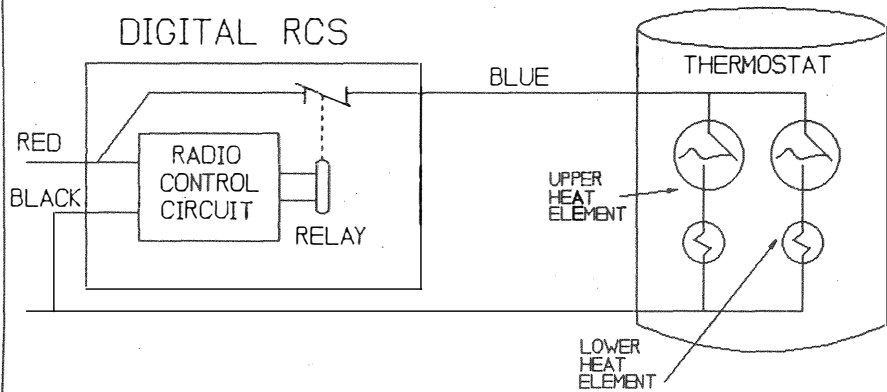 DIGITAL RCS
THERMOSTAT
BLUE
RED
RADIO
CONTROL
CIRCUIT
BLACK
RELAY
UPPER
HEAT
ELEMENT
LOWER
HEAT
ELEMENT